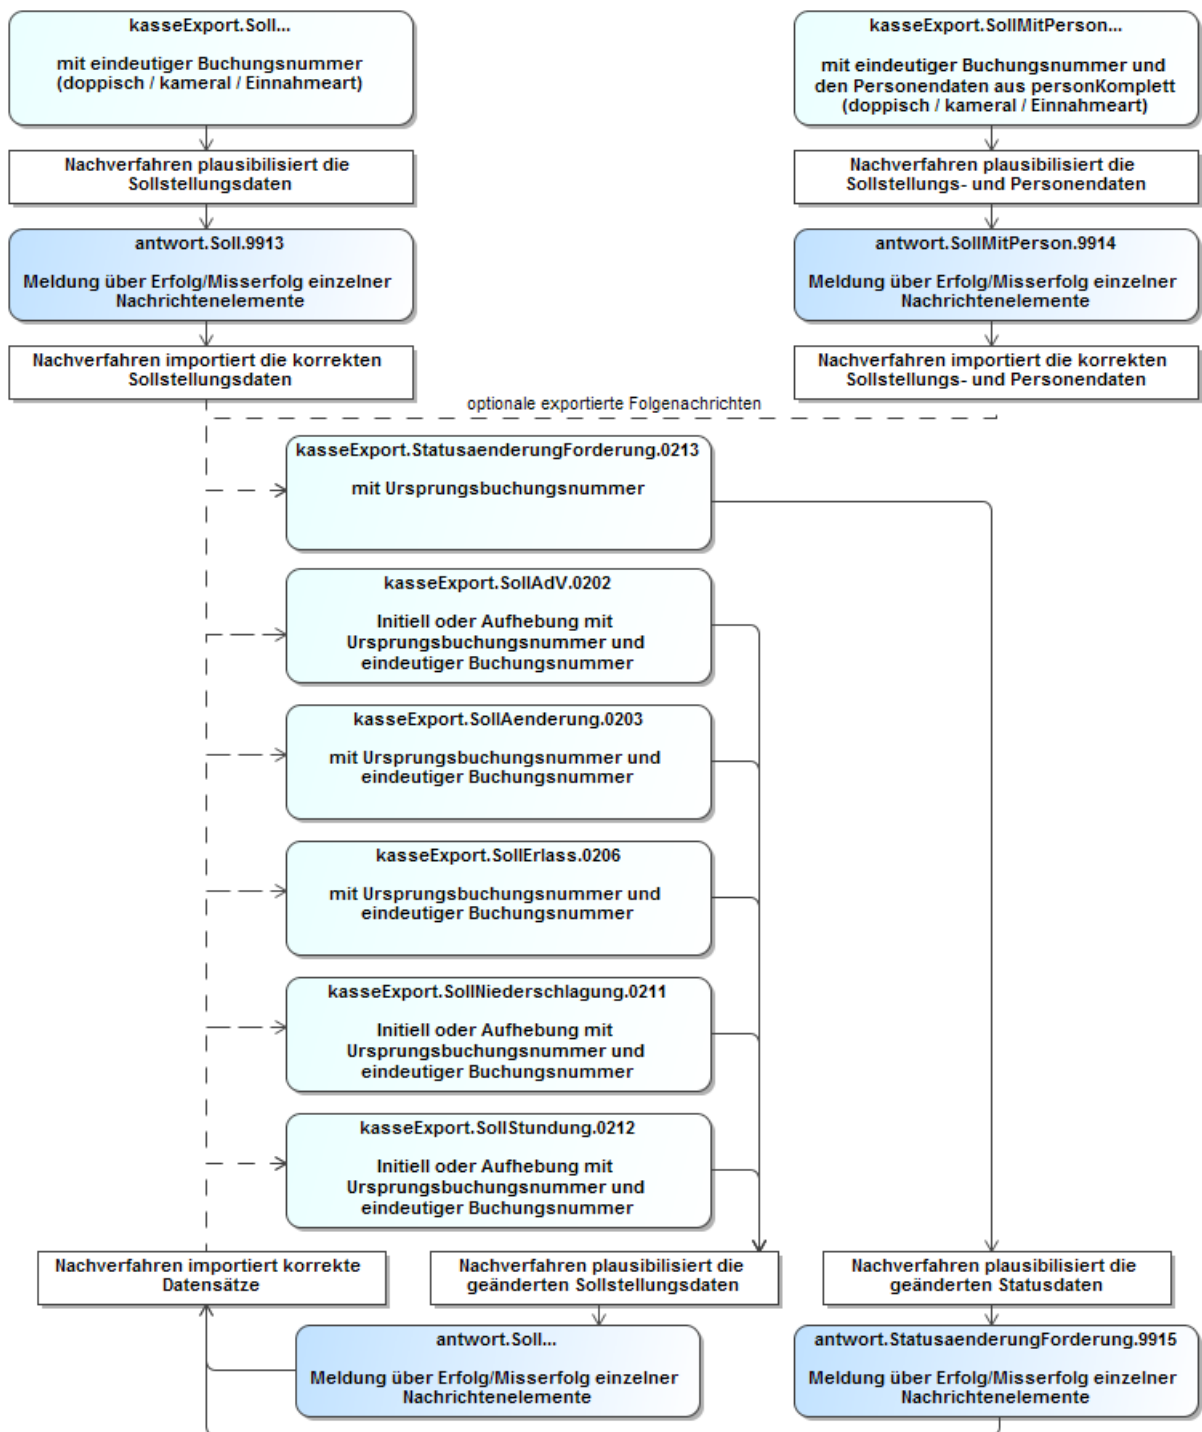 kasseExport.Soll...
mit eindeutiger Buchungsnummer
(doppisch / kameral / Einnahmeart)
kasseExport.SollMitPerson...
mit eindeutiger Buchungsnummer und
den Personendaten aus personKomplett
(doppisch / kameral / Einnahmeart)
Nachverfahren plausibilisiert die
Sollstellungsdaten
Nachverfahren plausibilisiert die
Sollstellungs- und Personendaten
antwort.Soll.9913
Meldung über Erfolg/Misserfolg einzelner
Nachrichtenelemente
antwort.SollMitPerson.9914
Meldung über Erfolg/Misserfolg einzelner
Nachrichtenelemente
Nachverfahren importiert die korrekten
Sollstellungsdaten
Nachverfahren importiert die korrekten
Sollstellungs- und Personendaten
optionale exportierte Folgenachrichten
kasseExport.StatusaenderungForderung.0213
mit Ursprungsbuchungsnummer
kasseExport.SollAdV.0202
Initiell oder Aufhebung mit
Ursprungsbuchungsnummer und
eindeutiger Buchungsnummer
kasseExport.SollAenderung.0203
mit Ursprungsbuchungsnummer und
eindeutiger Buchungsnummer
kasseExport.SollErlass.0206
mit Ursprungsbuchungsnummer und
eindeutiger Buchungsnummer
kasseExport.SollNiederschlagung.0211
Initiell oder Aufhebung mit
Ursprungsbuchungsnummer und
eindeutiger Buchungsnummer
kasseExport.SollStundung.0212
Initiell oder Aufhebung mit
Ursprungsbuchungsnummer und
eindeutiger Buchungsnummer
Nachverfahren importiert korrekte
Datensätze
Nachverfahren plausibilisiert die
geänderten Sollstellungsdaten
Nachverfahren plausibilisiert die
geänderten Statusdaten
antwort.Soll...
Meldung über Erfolg/Misserfolg einzelner
Nachrichtenelemente
antwort.StatusaenderungForderung.9915
Meldung über Erfolg/Misserfolg einzelner
Nachrichtenelemente